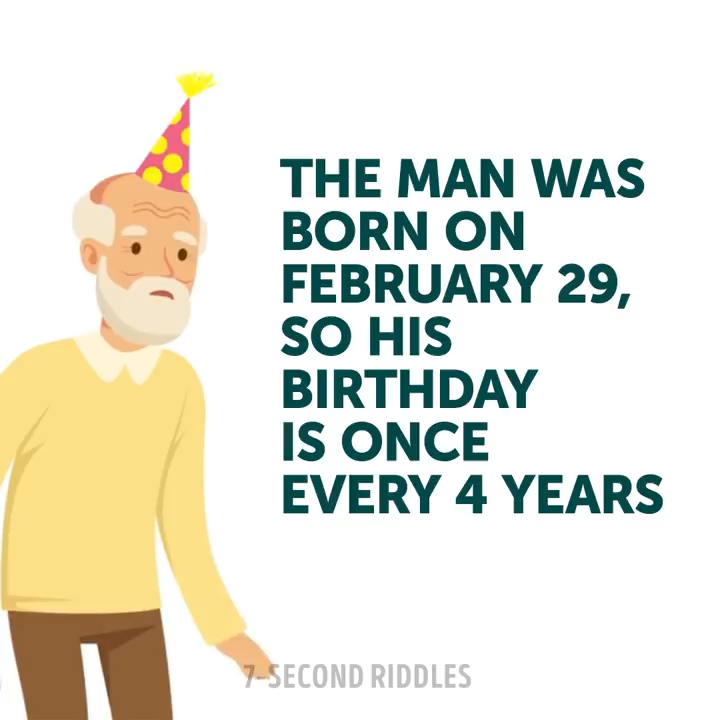 THE MAN WAS
BORN ON
FEBRUARY 29,
SO HIS
BIRTHDAY
IS ONCE
EVERY 4 YEARS
7-SECOND RIDDLES